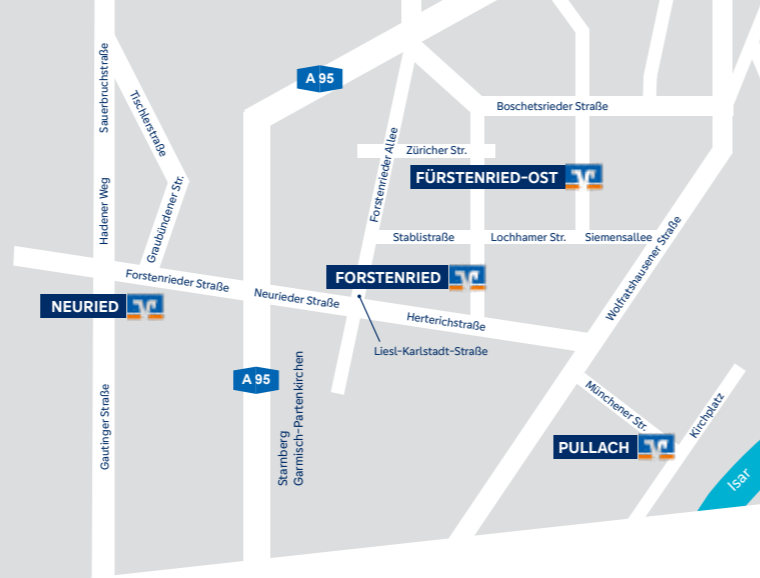 Sauerbruchstraße
Tischlerstraße
A 95
Boschetsrieder Straße
Züricher Str.
Forstenrieder Allee
FÜRSTENRIED-OST
Hadener Weg
Graubündener Str.
Stablistraße
Lochhamer Str.
Siemensallee
Wolfratshausener Straße
Forstenrieder Straße
FORSTENRIED
NEURIED
Neurieder Straße
Herterichstraße
Liesl-Karlstadt-Straße
A 95
Gautinger Straße
Starnberg
Garmisch-Partenkirchen
Münchener Str.
Kirchplatz
PULLACH
Isar